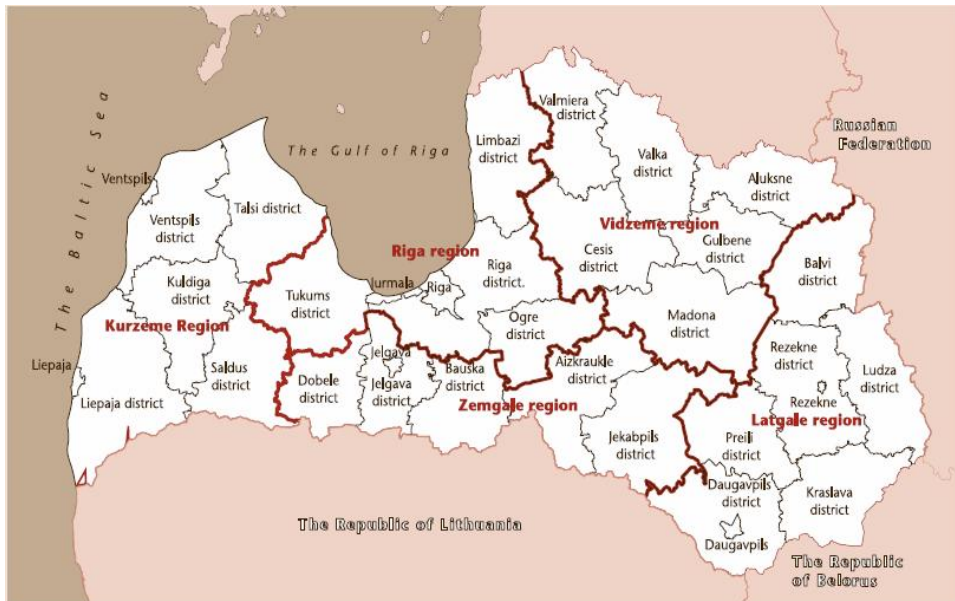 The Baltic Sea
The Gulf of Riga
Russian
Federation
Valmiera
district
Limbazi
district
Valka
district
Aluksne
district
Ventspils
Talsi district
Ventspils
district
Vidzeme region
Riga region
Gulbene
district
Cesis
district
Riga
district.
Balvi
district
Kuldiga
district
Jurmala
Riga
Tukums
district
Madona
district
Ogre
district
Kurzeme Region
Rezekne
district
Liepaja
Saldus
district
Jelgava
Aizkraukle
district
Ludza
district
Dobele
district
Jelgava
district
Bauska
district
Rezekne
Liepaja district
Zemgale region
Latgale region
Jekabpils
district
Preili
district
Daugavpils
district
Kraslava
district
The Republic of Lithuania
Daugavpils
The Republic
of Belorus